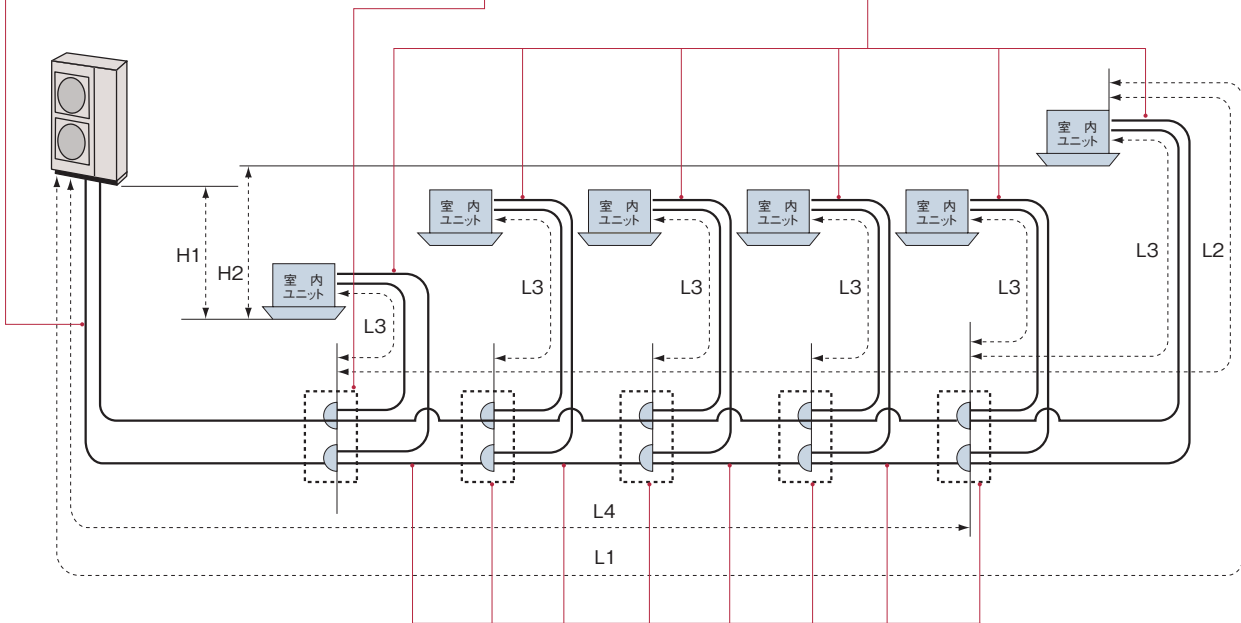 室 内
ユニット
室 内
ユニット
室 内
ユニット
室 内
ユニット
室 内
ユニット
H1
H2
L3
L2
室 内
ユニット
L3
L3
L3
L3
L3
L4
L1